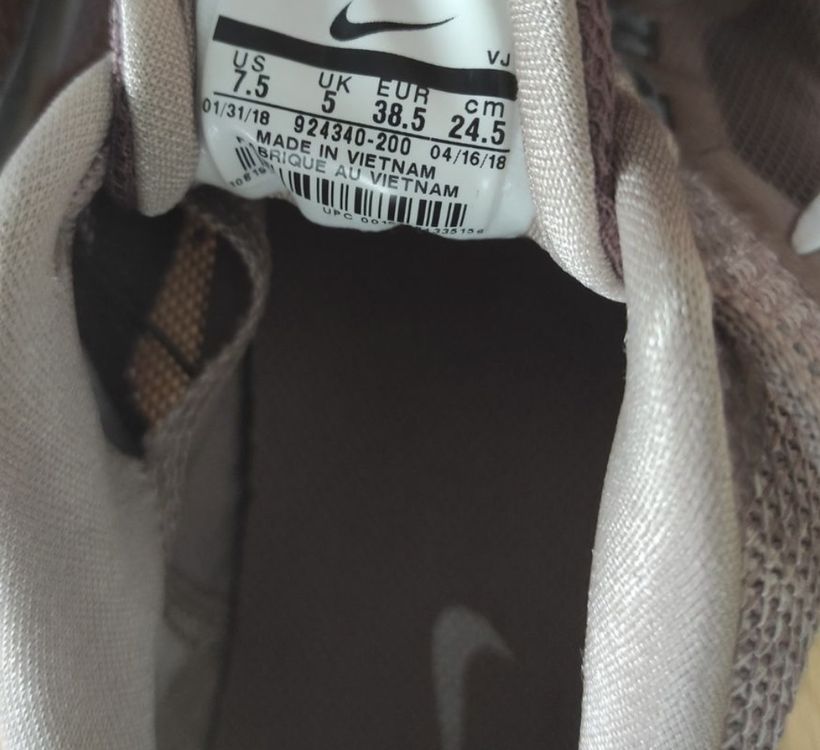 VJ
US UK EUR cm
7.5 5 38.5 24.5
01/31/18 924340-200 04/16/18
MADE IN VIETNAM
BRIQUE AU VIETNAM
UPC